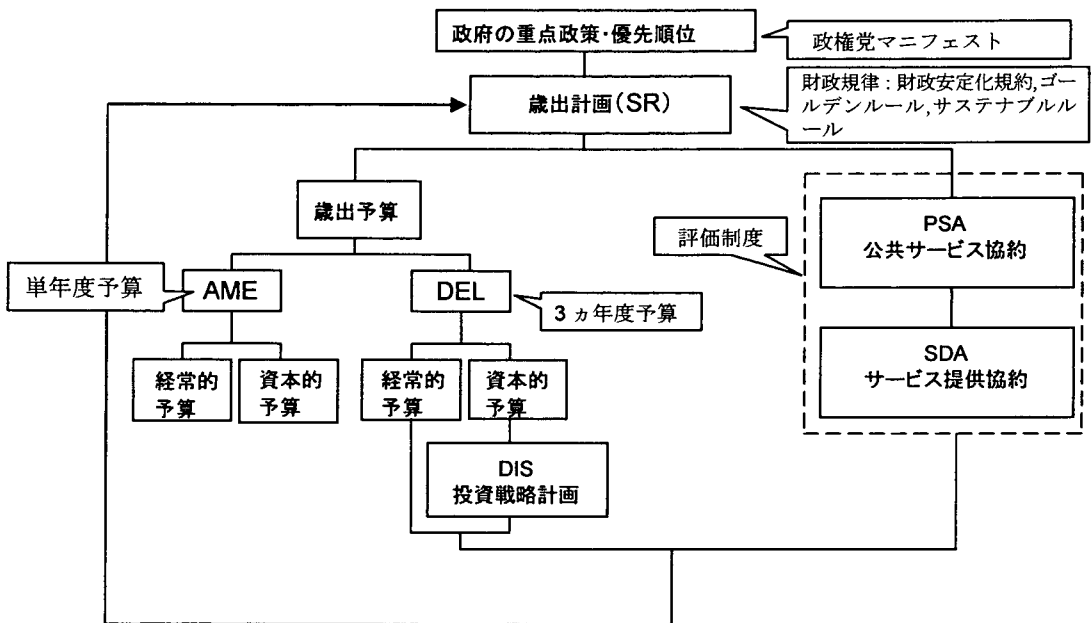 政府の重点政策・優先順位
政権党マニフェスト
歳出計画(SR)
財政規律:財政安定化規約,ゴ
ールデンルール,サステナブルル
ール
歳出予算
評価制度
PSA
公共サービス協約
単年度予算
AME
DEL
3ヵ年度予算
SDA
サービス提供協約
経常的
予算
資本的
予算
経常的
予算
資本的
予算
DIS
投資戦略計画